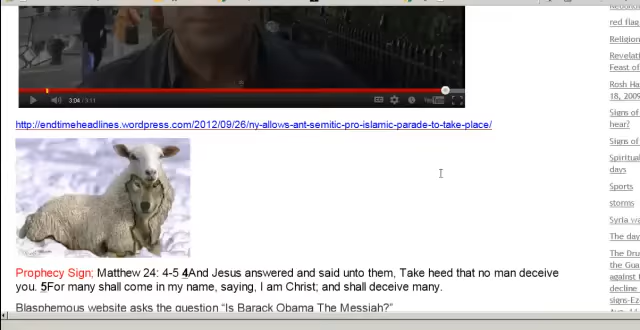 red flag
Religion
Revelati
Feast of
Rosh Ha
18, 2009
Signs of
hear?
Signs of
Spiritual
days
Sports
storms
Syria wa
The day
The Dru
the Gua
against t
decline
signs-Ez
3:04 / 3:11
http://endtimeheadlines.wordpress.com/2012/09/26/ny-allows-ant-semitic-pro-islamic-parade-to-take-place/
Prophecy Sign; Matthew 24: 4-5 4And Jesus answered and said unto them, Take heed that no man deceive
you. 5For many shall come in my name, saying, I am Christ; and shall deceive many.
Blasphemous website asks the question "Is Barack Obama The Messiah?"